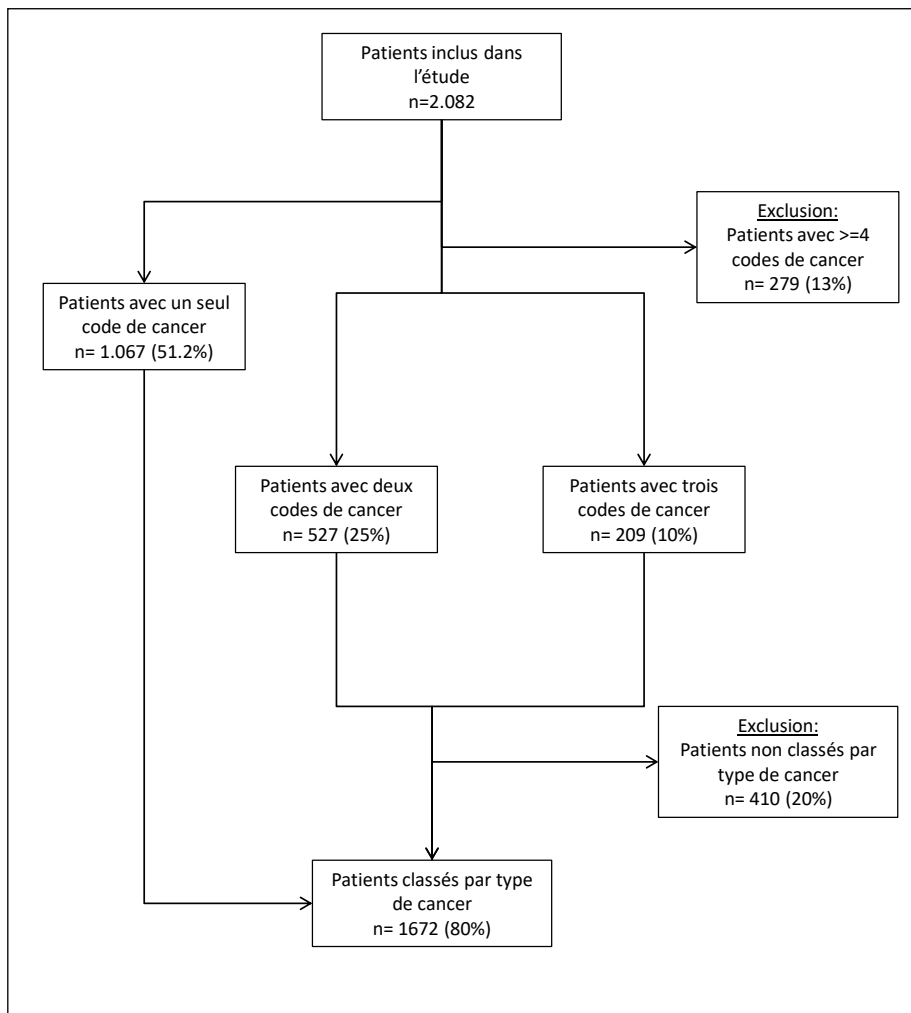 Patients inclus dans
l'étude
n=2.082
Exclusion:
Patients avec >=4
codes de cancer
n= 279 (13%)
Patients avec un seul
code de cancer
n= 1.067 (51.2%)
Patients avec deux
codes de cancer
n= 527 (25%)
Patients avec trois
codes de cancer
n= 209 (10%)
Exclusion:
Patients non classés par
type de cancer
n= 410 (20%)
Patients classés par type
de cancer
n= 1672 (80%)